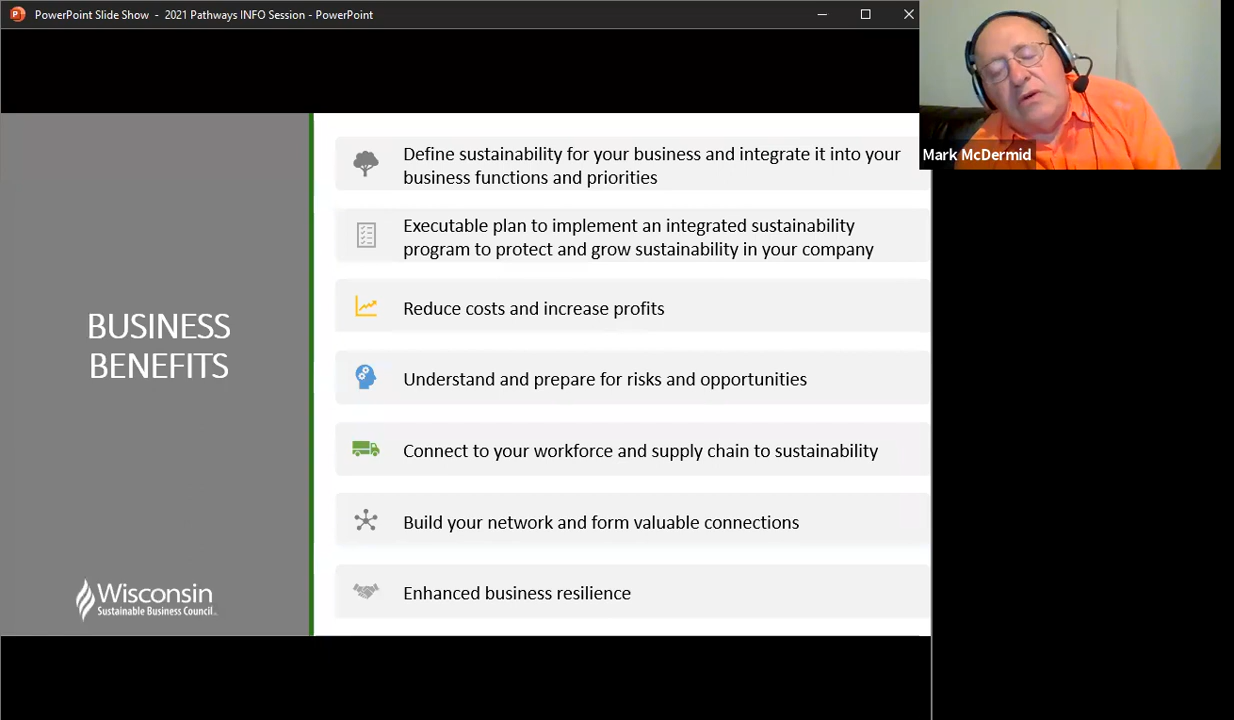 PowerPoint Slide Show - 2021 Pathways INFO Session - PowerPoint
Mark McDermid
BUSINESS
BENEFITS
Define sustainability for your business and integrate it into your
business functions and priorities
Executable plan to implement an integrated sustainability
program to protect and grow sustainability in your company
Reduce costs and increase profits
Understand and prepare for risks and opportunities
Connect to your workforce and supply chain to sustainability
Build your network and form valuable connections
Enhanced business resilience
Wisconsin
Sustainable Business Council